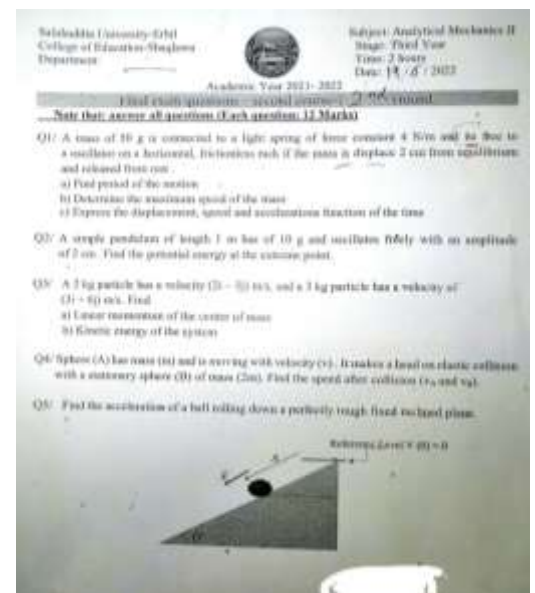 Salahaddin University-Erbil
College of Education-Shaqlawa
Department:
Subject: Analytical Mechanics II
Stage: Third Year
Time: 2 hours
Date: / / 2022
Academic Year 2021- 2022
Final exam questions – second course – 2nd round
Note that: answer all questions (Each question: 12 Marks)
Q1/ A mass of 10 g is connected to a light spring of force constant 4 N/m and its free to
a oscillates on a horizontal, frictionless rack if the mass is displace 2 cm from equilibrium
and released from rest.
a) Find period of the motion
b) Determine the maximum speed of the mass
c) Express the displacement, speed and accelerations function of the time
Q2/ A simple pendulum of length 1 m has of 10 g and oscillates freely with an amplitude
of 2 cm. Find the potential energy at the extreme point.
Q3/ A 2 kg particle has a velocity m/s, and a 3 kg particle has a velocity of
m/s. Find
a) Linear momentum of the center of mass
b) Kinetic energy of the system
Q4/ Sphere (A) has mass (m) and is moving with velocity (v). It makes a head on elastic collision
with a stationary sphere (B) of mass (2m). Find the speed after collision (vA and vB).
Q5/ Find the acceleration of a ball rolling down a perfectly rough fixed inclined plane.
Reference Level V = 0